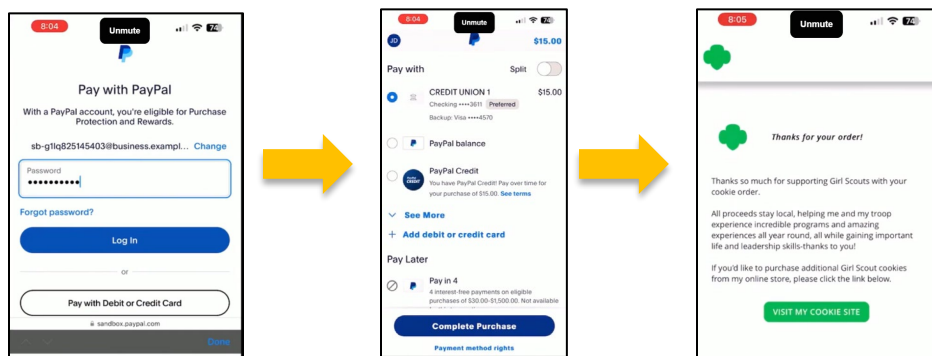 8:04
Unmute
74
Pay with PayPal
With a PayPal account, you're eligible for Purchase
Protection and Rewards.
sb-g1lq825145403@business.exampl... Change
Password
••••••••••
Forgot password?
Log In
or
Pay with Debit or Credit Card
sandbox.paypal.com
Done
8:04
Unmute
74
JD
$15.00
Pay with
Split
CREDIT UNION 1 $15.00
Checking ••••3611 Preferred
Backup: Visa ••••4570
PayPal balance
PayPal Credit
You have PayPal Credit! Pay over time for
your purchase of $15.00. See terms
See More
+ Add debit or credit card
Pay Later
Pay in 4
4 interest-free payments on eligible
purchases of $30.00-$1,500.00. Not available
Complete Purchase
Payment method rights
8:05
Unmute
74
Thanks for your order!
Thanks so much for supporting Girl Scouts with your
cookie order.
All proceeds stay local, helping me and my troop
experience incredible programs and amazing
experiences all year round, all while gaining important
life and leadership skills-thanks to you!
If you'd like to purchase additional Girl Scout cookies
from my online store, please click the link below.
VISIT MY COOKIE SITE